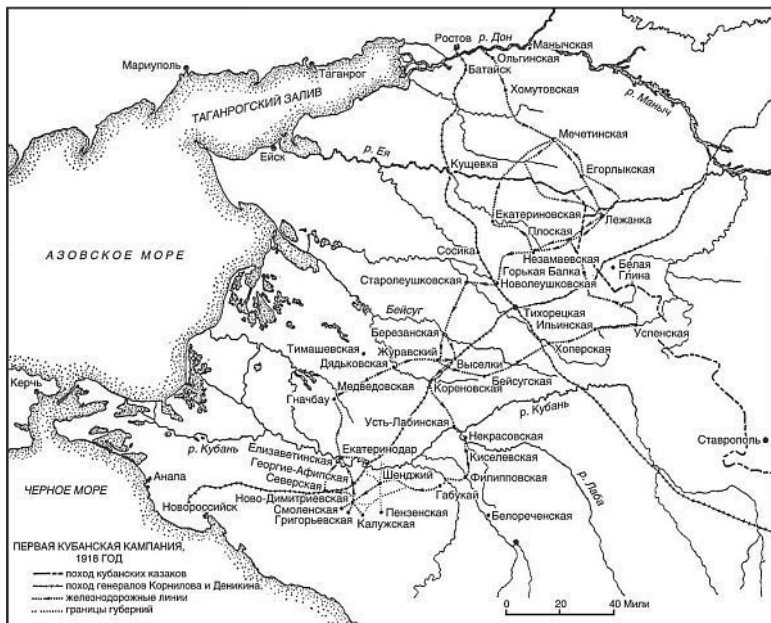 Ростов
р. Дон
Манычская
Ольгинская
Мариуполь
Таганрог
Батайск
ТАГАНРОГСКИЙ ЗАЛИВ
Хомутовская
р. Маныч
Мечетинская
Ейск
р. Ея
Кущевка
Егорлыкская
Екатериновская
Лежанка
Плоская
АЗОВСКОЕ МОРЕ
Сосика
Незамаевская
Белая
Глина
Горькая Балка
Старолеушковская
Новолеушковская
Бейсуг
Тихорецкая
Ильинская
Березанская
Успенская
Тимашевская
Журавский
Хоперская
Дядьковская
Выселки
Керчь
Медведовская
Бейсугская
Гначбау
Кореновская
Усть-Лабинская
р. Кубань
Некрасовская
Ставрополь
р. Кубань
Елизаветинская
Екатеринодар
Киселевская
Георгие-Афипская
Шенджий
р. Лаба
Анапа
Северская
Филипповская
ЧЕРНОЕ МОРЕ
Ново-Димитриевская
Габукай
Новороссийск
Смоленская
Пензенская
Белореченская
Григорьевская
Калужская
ПЕРВАЯ КУБАНСКАЯ КАМПАНИЯ,
1918 ГОД
поход кубанских казаков
поход генералов Корнилова и Деникина.
железнодорожные линии
границы губерний
0 20 40 Мили